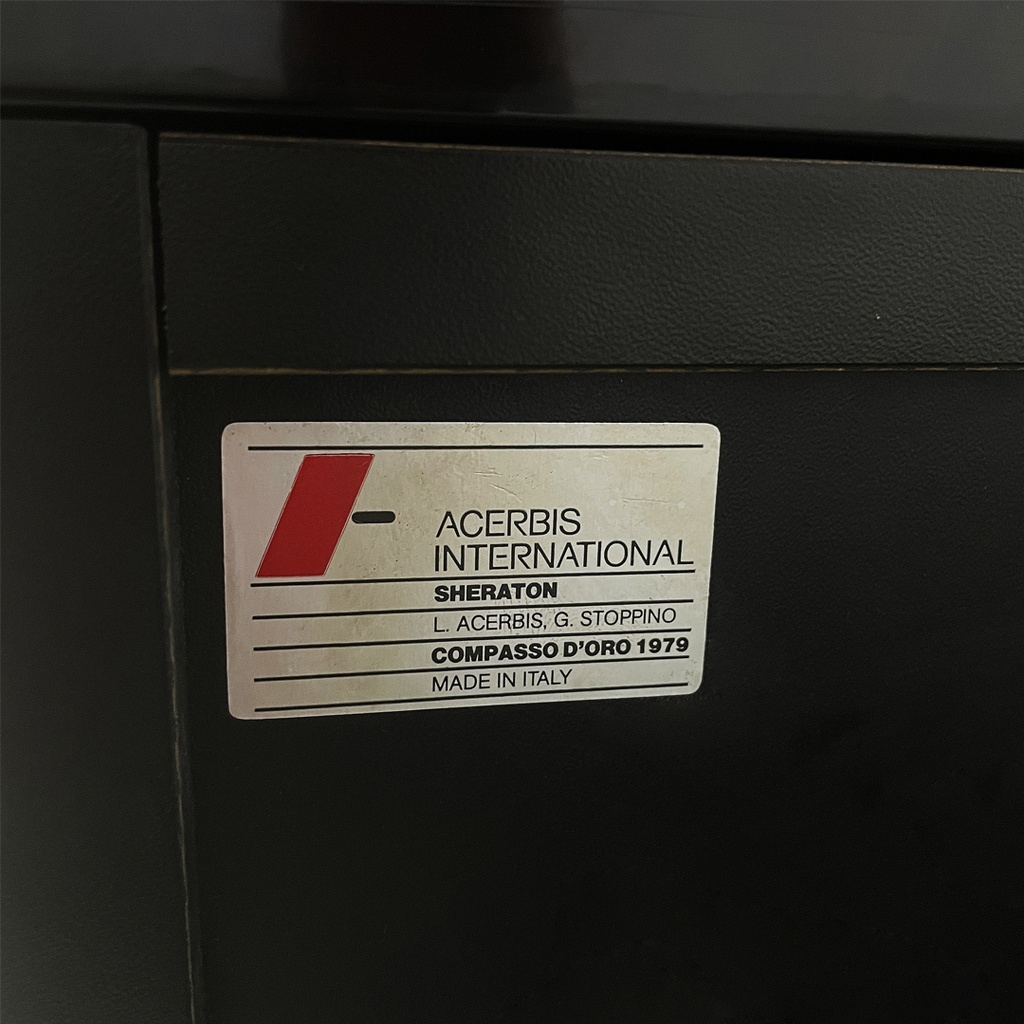 ACERBIS
INTERNATIONAL
SHERATON
L. ACERBIS, G. STOPPINO
COMPASSO D'ORO 1979
MADE IN ITALY